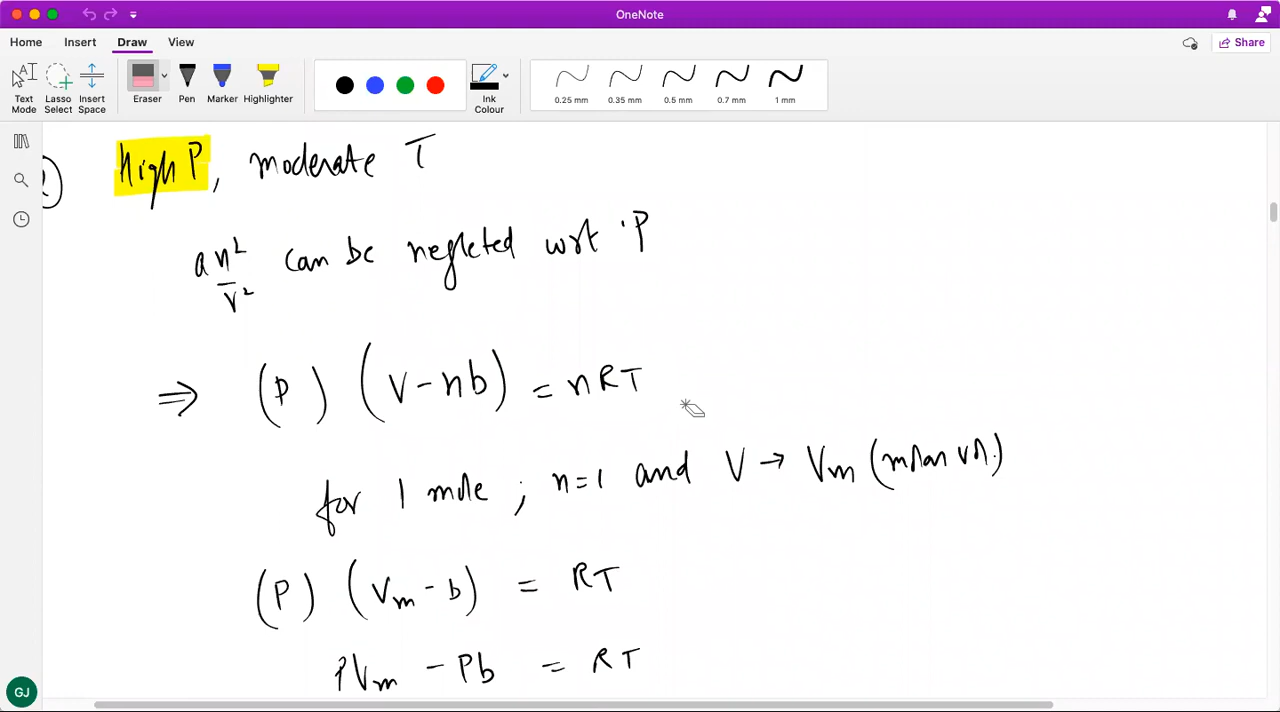 OneNote
Home Insert Draw View
Share
Text Mode
Lasso Select
Insert Space
Eraser
Pen
Marker
Highlighter
Ink Colour
0.25 mm 0.35 mm 0.5 mm 0.7 mm 1 mm
high P, moderate T
an²/V² can be negleted wrt P
⇒ (P) (V-nb) = nRT
for 1 mole ; n=1 and V → Vm (molar vol.)
(P) (Vm - b) = RT
PVm - Pb = RT
GJ